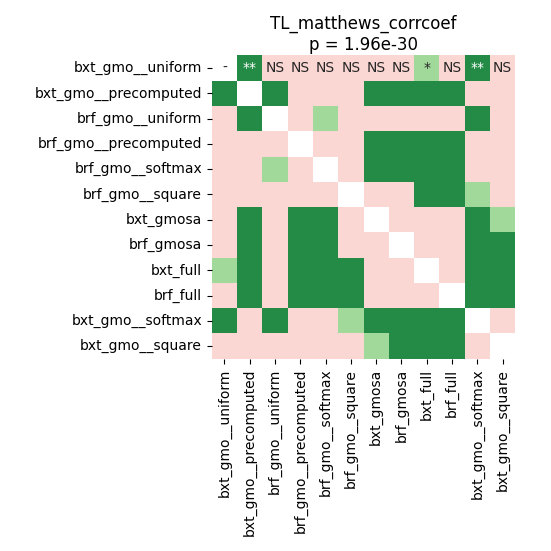 TL_matthews_corrcoef
p = 1.96e-30
bxt_gmo__uniform - ** NS NS NS NS NS NS * NS ** NS
bxt_gmo__precomputed
brf_gmo__uniform
brf_gmo__precomputed
brf_gmo__softmax
brf_gmo__square
bxt_gmosa
brf_gmosa
bxt_full
brf_full
bxt_gmo__softmax
bxt_gmo__square
bxt_gmo__uniform
bxt_gmo__precomputed
brf_gmo__uniform
brf_gmo__precomputed
brf_gmo__softmax
brf_gmo__square
bxt_gmosa
brf_gmosa
bxt_full
brf_full
bxt_gmo__softmax
bxt_gmo__square